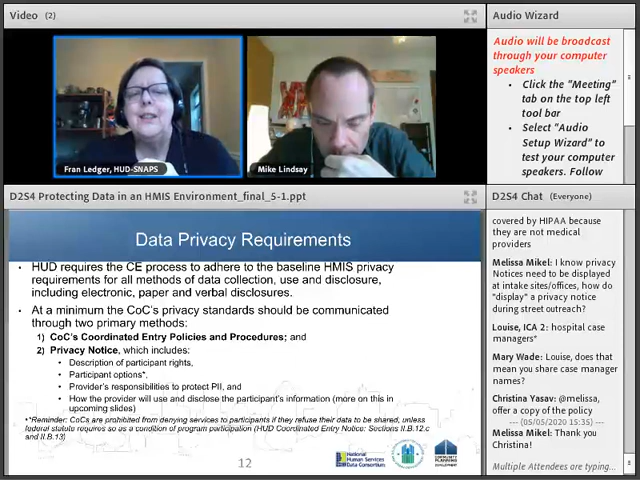 Video (2)
Fran Ledger, HUD-SNAPS
Mike Lindsay
Audio Wizard
Audio will be broadcast
through your computer
speakers
• Click the "Meeting"
tab on the top left
tool bar
• Select "Audio
Setup Wizard" to
test your computer
speakers. Follow
D2S4 Protecting Data in an HMIS Environment_final_5-1.ppt
Data Privacy Requirements
• HUD requires the CE process to adhere to the baseline HMIS privacy
requirements for all methods of data collection, use and disclosure,
including electronic, paper and verbal disclosures.
• At a minimum the CoC's privacy standards should be communicated
through two primary methods:
1) CoC's Coordinated Entry Policies and Procedures; and
2) Privacy Notice, which includes:
• Description of participant rights,
• Participant options*,
• Provider's responsibilities to protect PII, and
• How the provider will use and disclose the participant's information (more on this in
upcoming slides)
*Reminder: CoCs are prohibited from denying services to participants if they refuse their data to be shared, unless
federal statute requires so as a condition of program participation (HUD Coordinated Entry Notice: Sections II.B.12.c
and II.B.13)
12
National
Human Services
Data Consortium
COMMUNITY PLANNING
DEVELOPMENT
D2S4 Chat (Everyone)
covered by HIPAA because
they are not medical
providers
Melissa Mikel: I know privacy
Notices need to be displayed
at intake sites/offices, how do
"display" a privacy notice
during street outreach?
Louise, ICA 2: hospital case
managers*
Mary Wade: Louise, does that
mean you share case manager
names?
Christina Yasav: @melissa,
offer a copy of the policy
--- (05/05/2020 15:35) ---
Melissa Mikel: Thank you
Christina!
Multiple Attendees are typing...